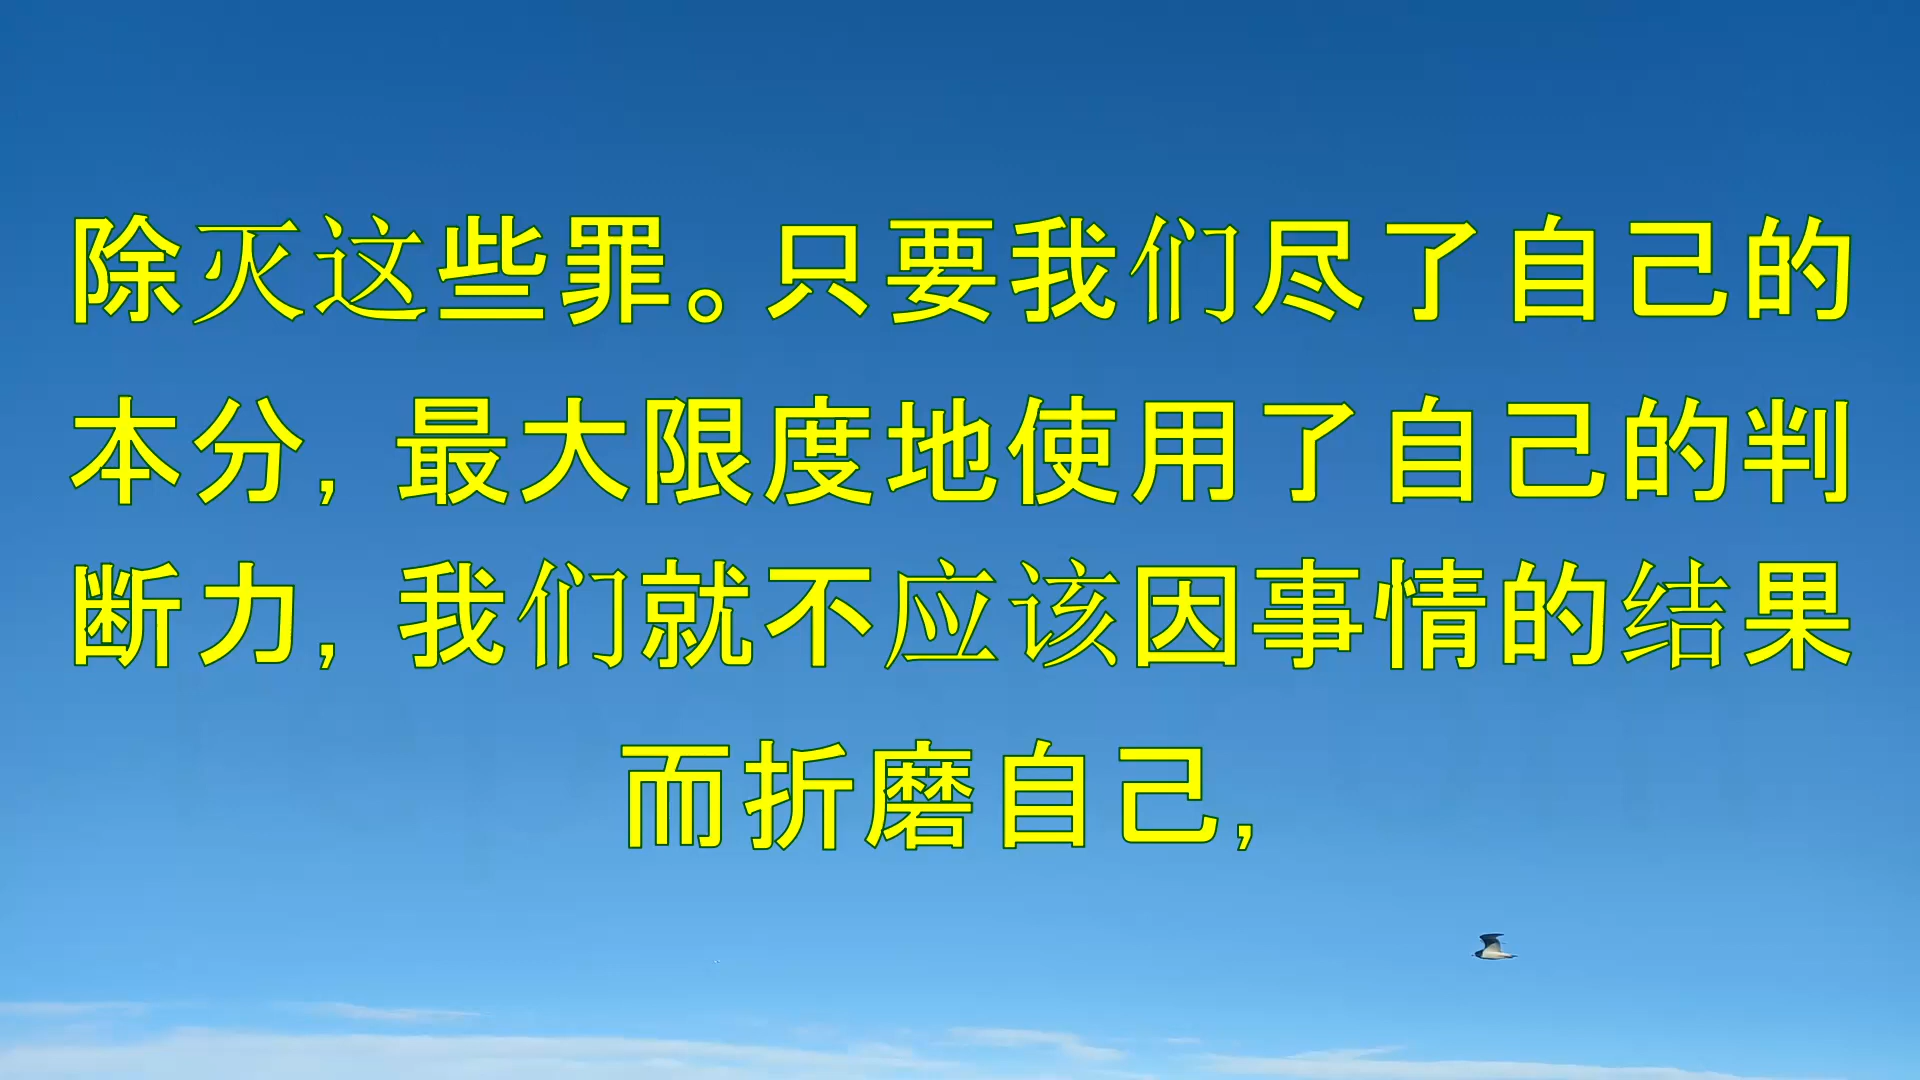 除灭这些罪。只要我们尽了自己的
本分，最大限度地使用了自己的判
断力，我们就不应该因事情的结果
而折磨自己，